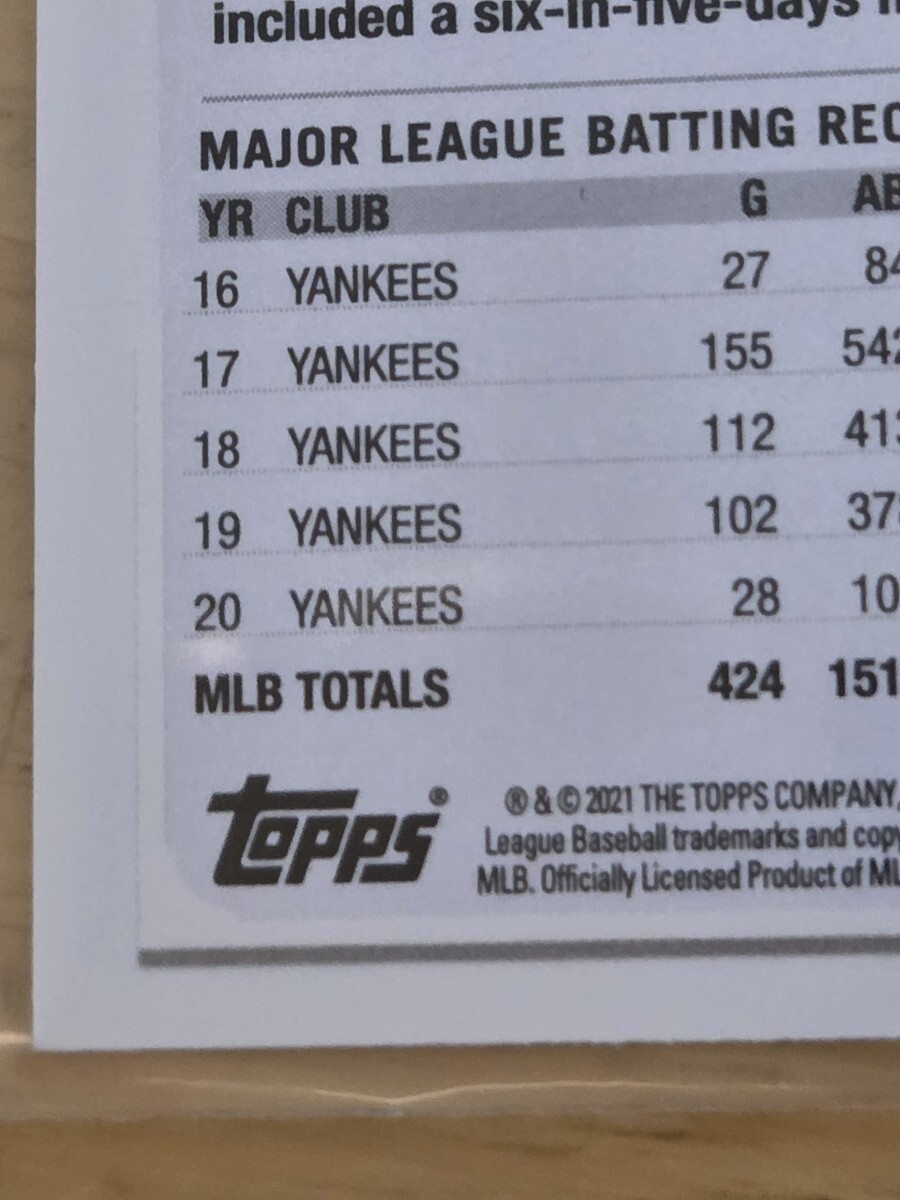 included a six-in-five-days
MAJOR LEAGUE BATTING REC
YR CLUB G AB
16 YANKEES 27 84
17 YANKEES 155 542
18 YANKEES 112 413
19 YANKEES 102 37
20 YANKEES 28 10
MLB TOTALS 424 151
topps®
® & © 2021 THE TOPPS COMPANY,
League Baseball trademarks and copy
MLB. Officially Licensed Product of ML